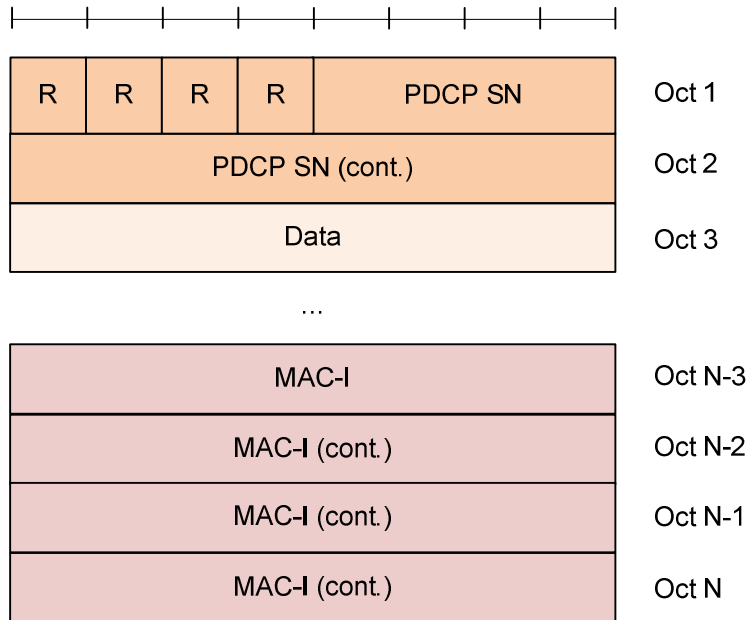 R R R R PDCP SN Oct 1
PDCP SN (cont.) Oct 2
Data Oct 3
...
MAC-I Oct N-3
MAC-I (cont.) Oct N-2
MAC-I (cont.) Oct N-1
MAC-I (cont.) Oct N